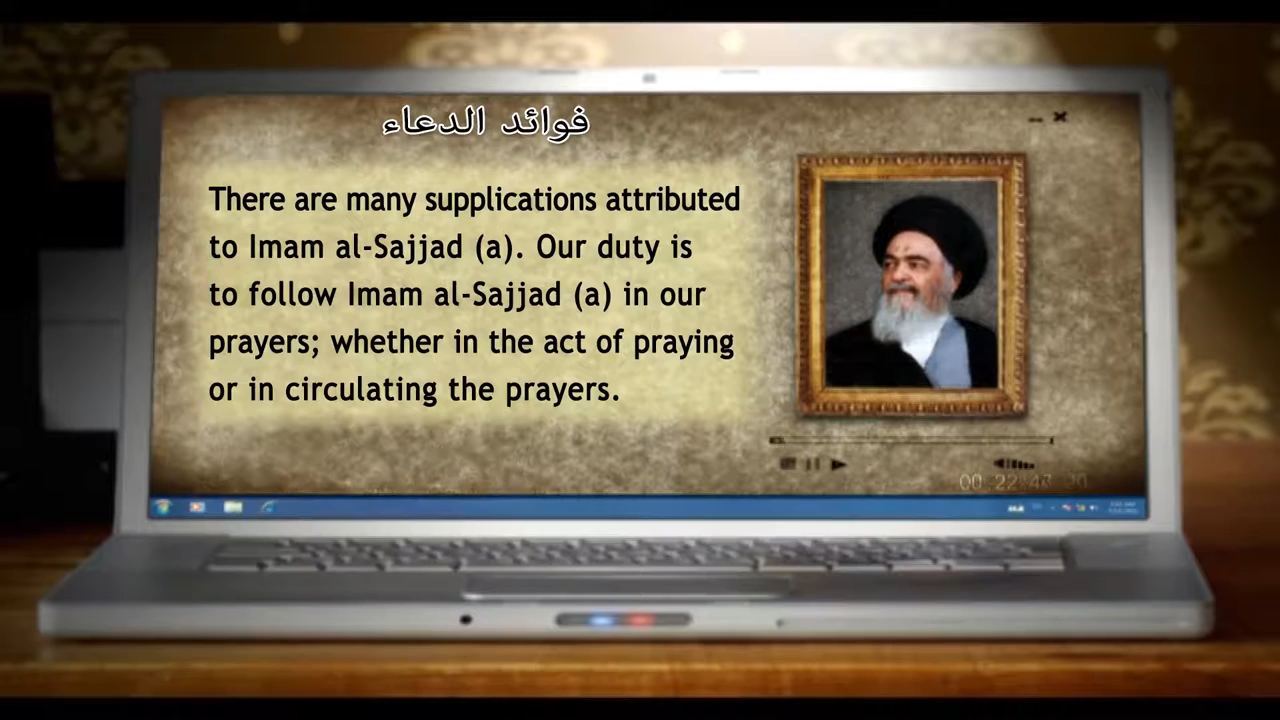 فوائد الدعاء
There are many supplications attributed
to Imam al-Sajjad (a). Our duty is
to follow Imam al-Sajjad (a) in our
prayers; whether in the act of praying
or in circulating the prayers.